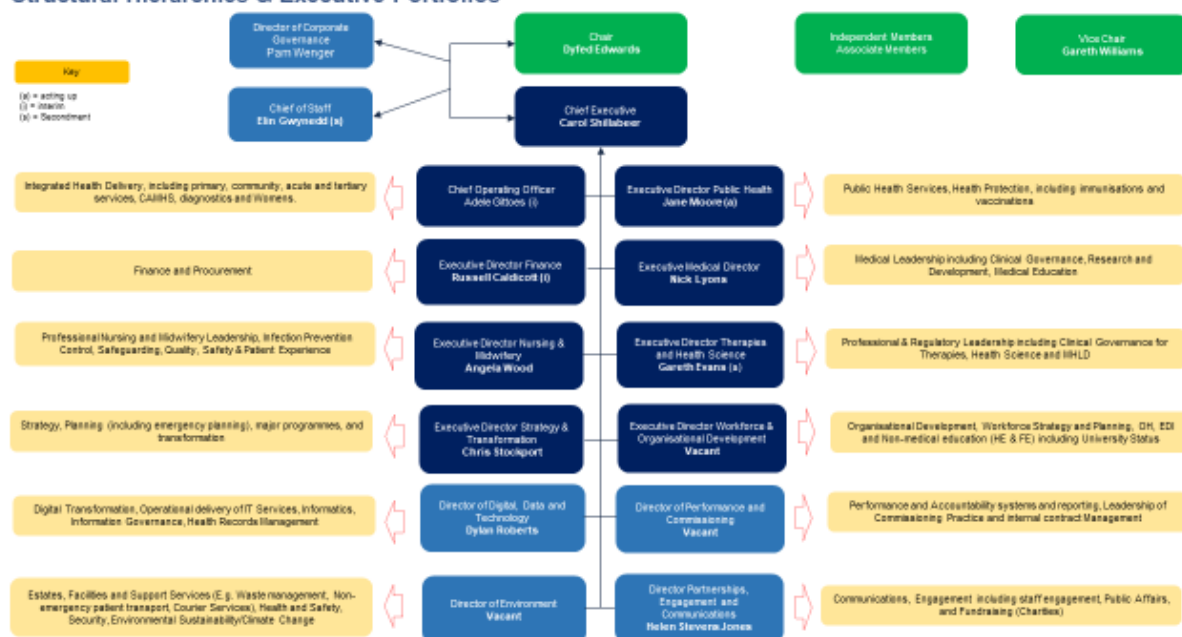 Structural Hierarchies & Executive Portfolios
Director of Corporate
Governance
Pam Wenger
Chair
Dyfed Edwards
Independent Members
Associate Members
Vice Chair
Gareth Williams
Key
(a) = acting up
(i) = interim
(s) = Secondment
Chief of Staff
Elin Gwynedd (a)
Chief Executive
Carol Shillabeer
Integrated Health Delivery, including primary, community, acute and tertiary
services, CAMHS, diagnostics and Womens.
Chief Operating Officer
Adele Gittoes (i)
Executive Director Public Health
Jane Moore (a)
Public Health Services, Health Protection, including immunisations and
vaccinations
Finance and Procurement
Executive Director Finance
Russell Caldicott (i)
Executive Medical Director
Nick Lyons
Medical Leadership including Clinical Governance, Research and
Development, Medical Education
Professional Nursing and Midwifery Leadership, Infection Prevention
Control, Safeguarding, Quality, Safety & Patient Experience
Executive Director Nursing &
Midwifery
Angela Wood
Executive Director Therapies
and Health Science
Gareth Evans (a)
Professional & Regulatory Leadership including Clinical Governance for
Therapies, Health Science and MHLD
Strategy, Planning (including emergency planning), major programmes, and
transformation
Executive Director Strategy &
Transformation
Chris Stockport
Executive Director Workforce &
Organisational Development
Vacant
Organisational Development, Workforce Strategy and Planning, OH, EDI
and Non-medical education (HE & FE) including University Status
Digital Transformation, Operational delivery of IT Services, Informatics,
Information Governance, Health Records Management
Director of Digital, Data and
Technology
Dylan Roberts
Director of Performance and
Commissioning
Vacant
Performance and Accountability systems and reporting, Leadership of
Commissioning Practice and internal contract Management
Estates, Facilities and Support Services (E.g. Waste management, Non-
emergency patient transport, Courier Services), Health and Safety,
Security, Environmental Sustainability/Climate Change
Director of Environment
Vacant
Director Partnerships,
Engagement and
Communications
Helen Stevens Jones
Communications, Engagement including staff engagement, Public Affairs,
and Fundraising (Charities)